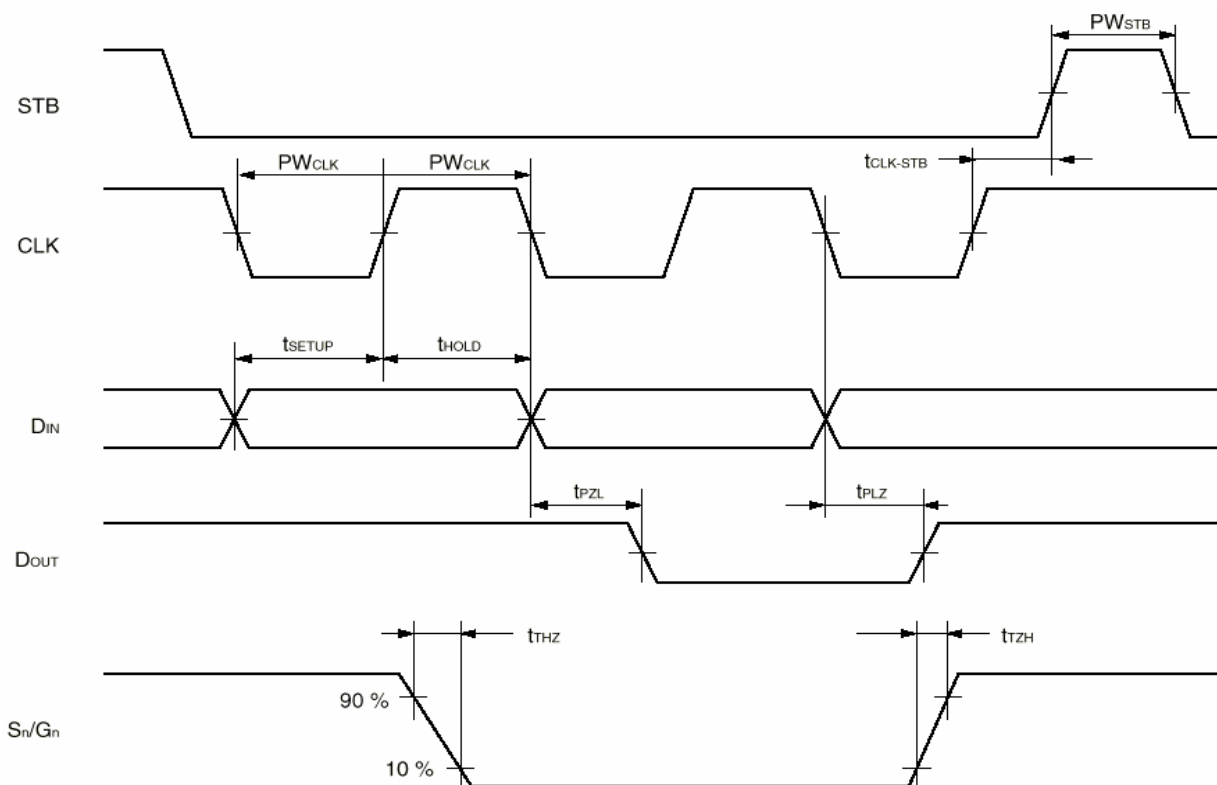 PWSTB
STB
tCLK-STB
PWCLK PWCLK
CLK
tSETUP tHOLD
DIN
tPZL tPLZ
DOUT
tTHZ tTZH
90 %
Sn/Gn
10 %